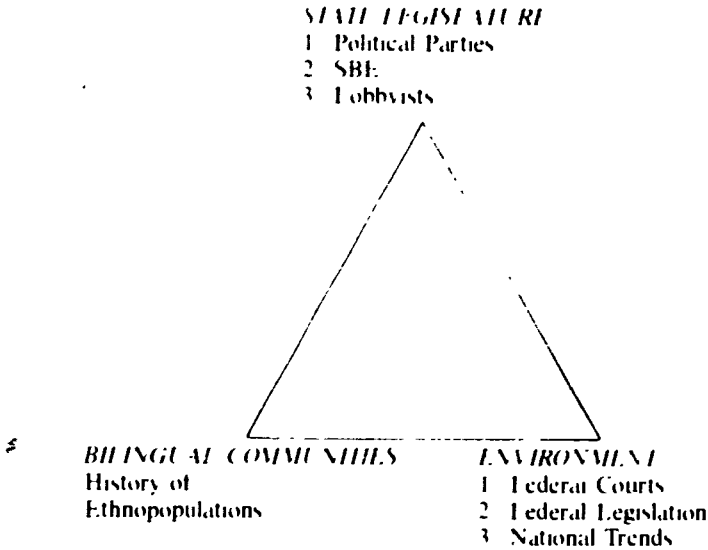 STATE LEGISLATURE
1 Political Parties
2 SBE
3 Lobbyists
BILINGUAL COMMUNITIES
History of
Ethnopopulations
ENVIRONMENT
1 Federal Courts
2 Federal Legislation
3 National Trends